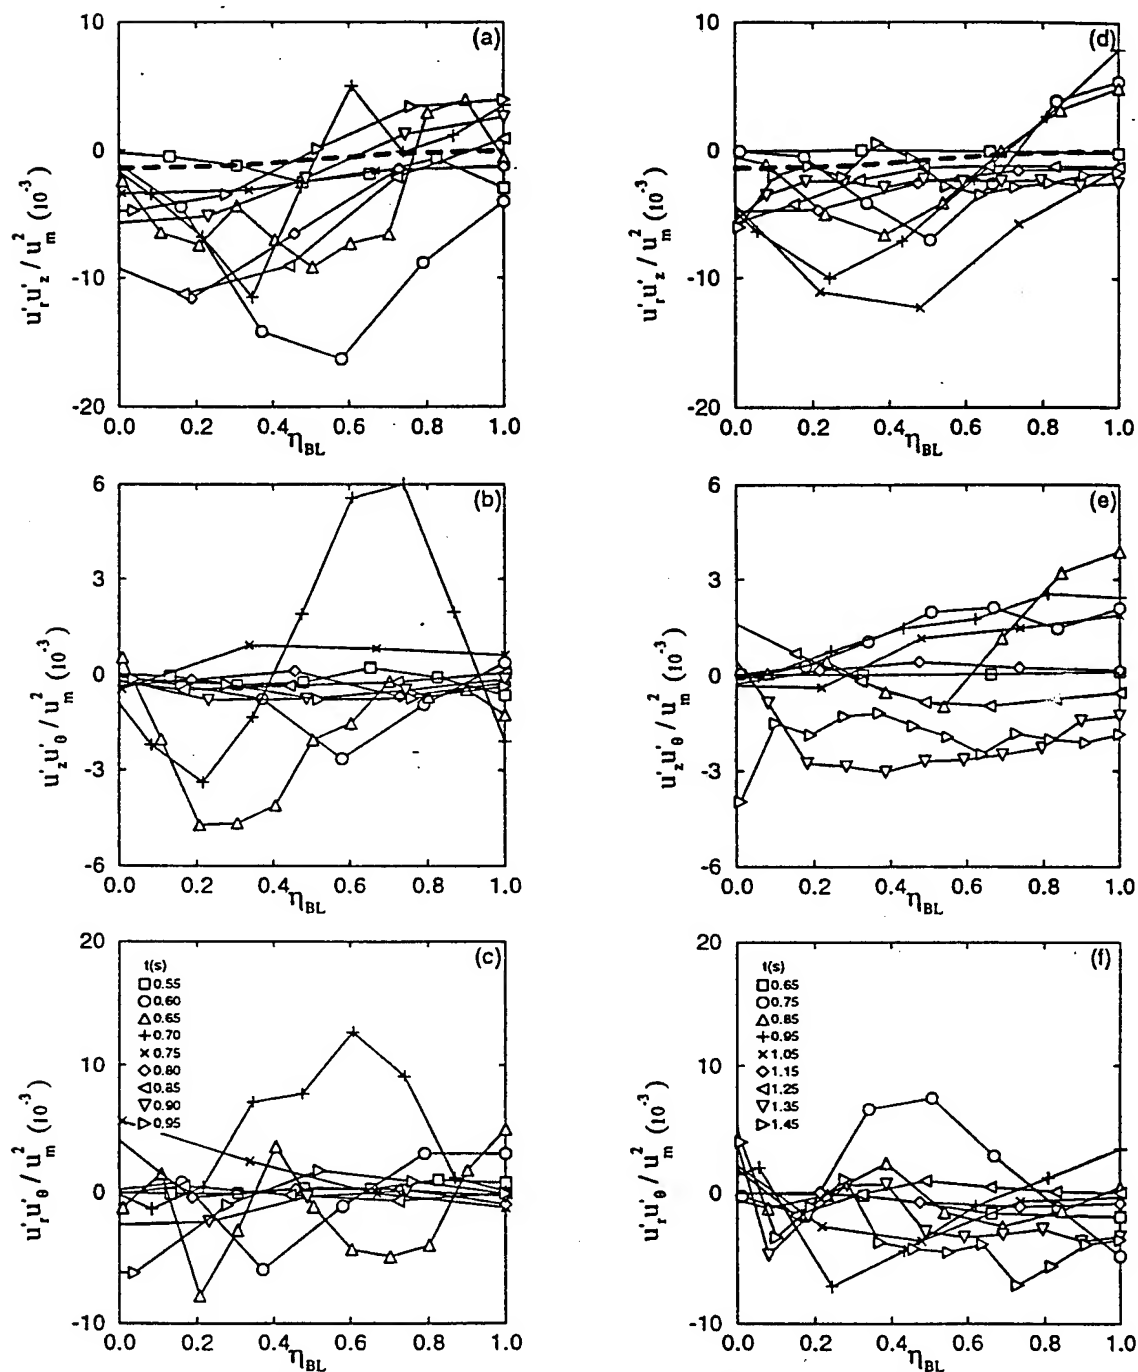 (a)
10
0
-10
-20
0.0 0.2 0.4 0.6 0.8 1.0
η_BL
u'_r u'_z / u_m^2 (10^-3)
(d)
10
0
-10
-20
0.0 0.2 0.4 0.6 0.8 1.0
η_BL
u'_r u'_z / u_m^2 (10^-3)
(b)
6
3
0
-3
-6
0.0 0.2 0.4 0.6 0.8 1.0
η_BL
u'_z u'_θ / u_m^2 (10^-3)
(e)
6
3
0
-3
-6
0.0 0.2 0.4 0.6 0.8 1.0
η_BL
u'_z u'_θ / u_m^2 (10^-3)
(c)
20
10
0
-10
t(s)
0.55
0.60
0.65
0.70
0.75
0.80
0.85
0.90
0.95
0.0 0.2 0.4 0.6 0.8 1.0
η_BL
u'_r u'_θ / u_m^2 (10^-3)
(f)
20
10
0
-10
t(s)
0.65
0.75
0.85
0.95
1.05
1.15
1.25
1.35
1.45
0.0 0.2 0.4 0.6 0.8 1.0
η_BL
u'_r u'_θ / u_m^2 (10^-3)